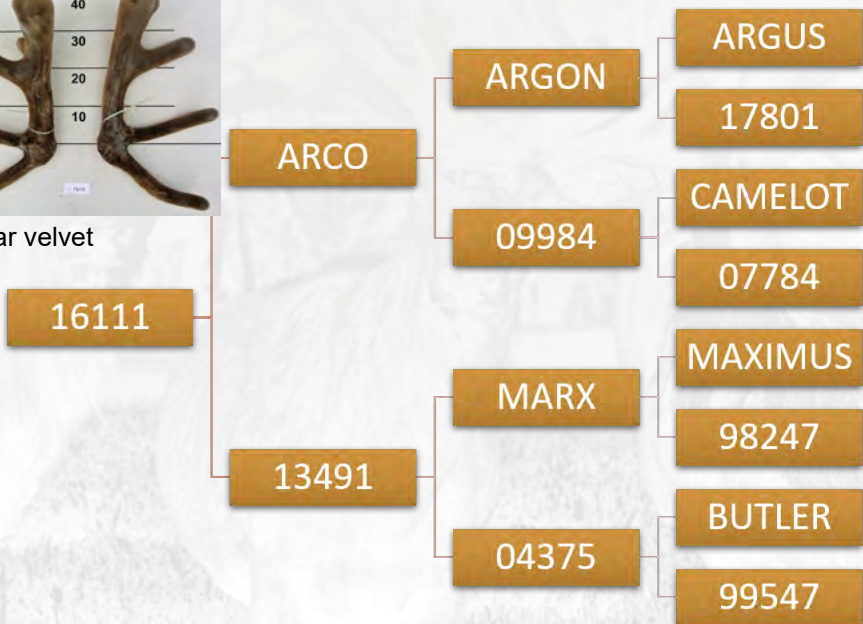 40
30
20
10
ar velvet
16111
ARCO
13491
ARGON
09984
MARX
04375
ARGUS
17801
CAMELOT
07784
MAXIMUS
98247
BUTLER
99547